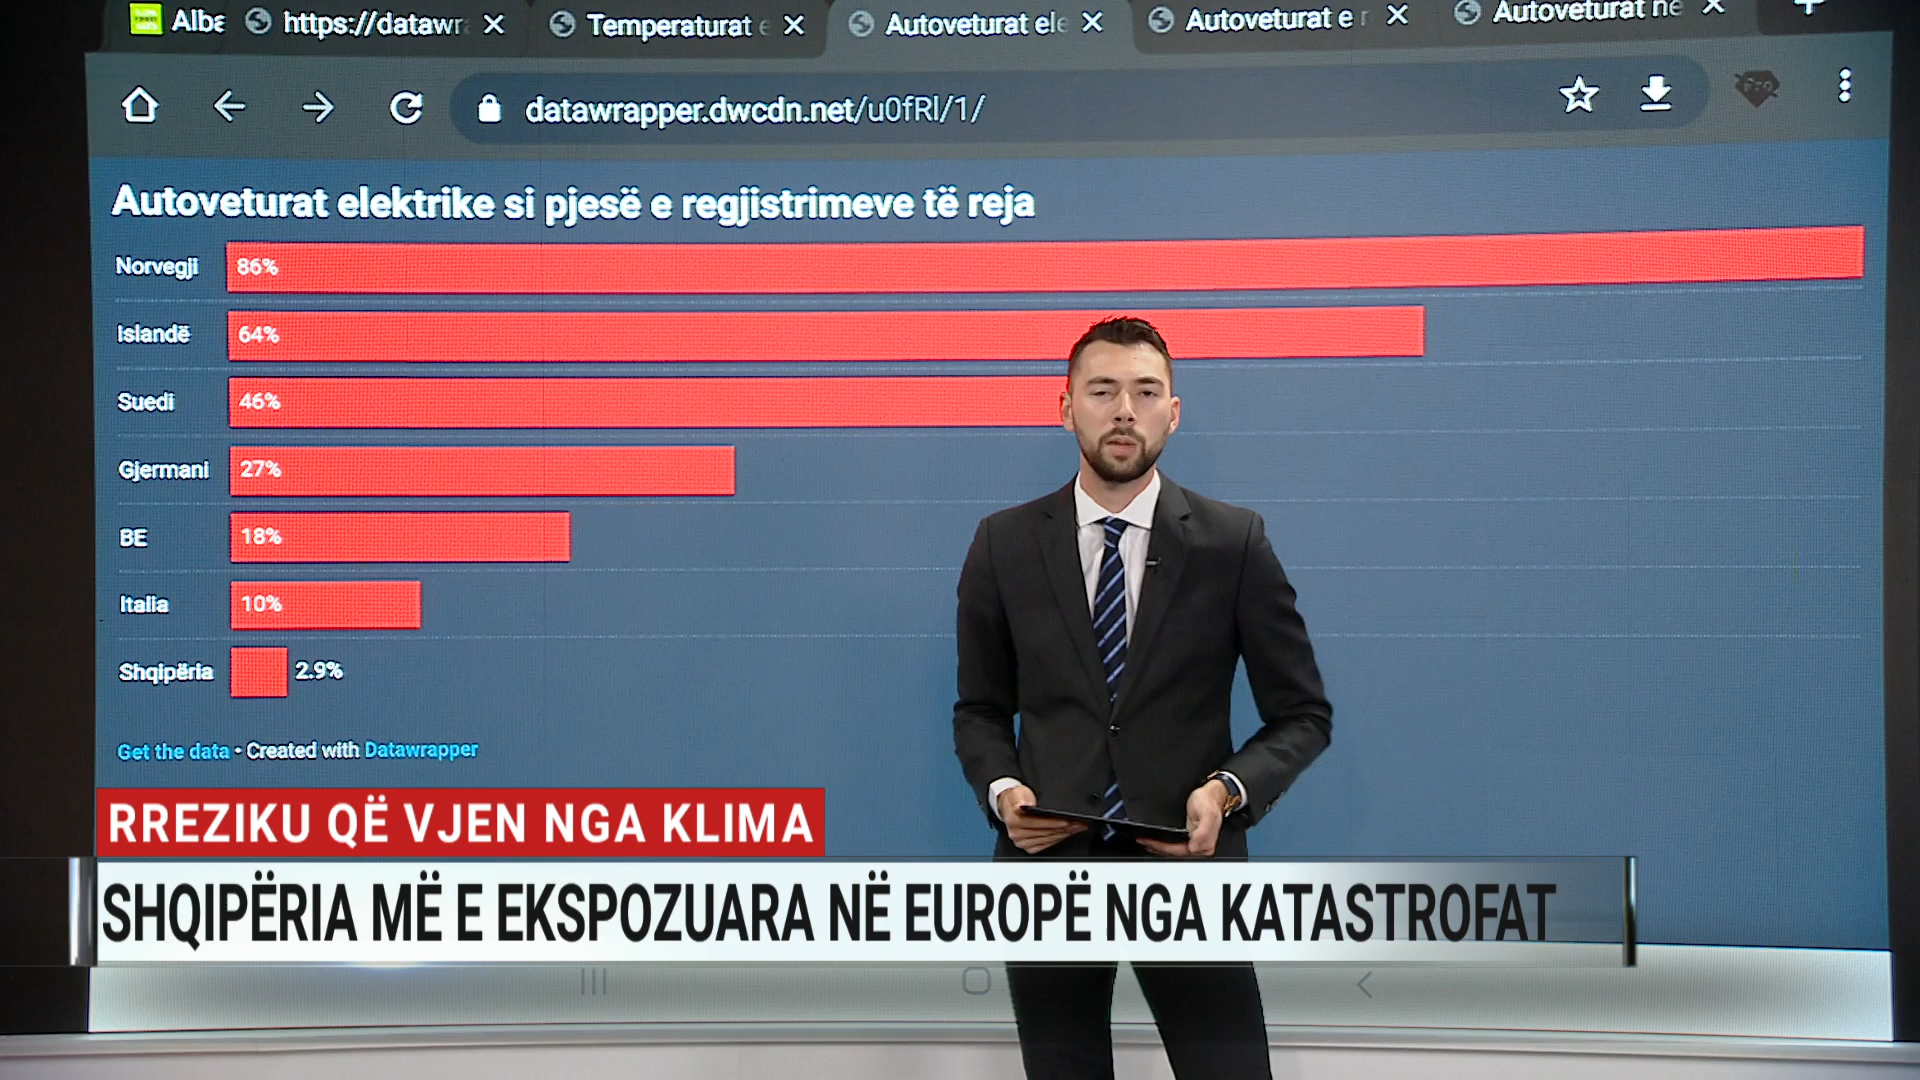 Alba
https://datawr
Temperaturat e
Autoveturat ele
Autoveturat e r
Autoveturat ne
datawrapper.dwcdn.net/u0fRl/1/
Autoveturat elektrike si pjesë e regjistrimeve të reja
Norvegji 86%
Islandë 64%
Suedi 46%
Gjermani 27%
BE 18%
Italia 10%
Shqipëria 2.9%
Get the data • Created with Datawrapper
RREZIKU QË VJEN NGA KLIMA
SHQIPËRIA MË E EKSPOZUARA NË EUROPË NGA KATASTROFAT